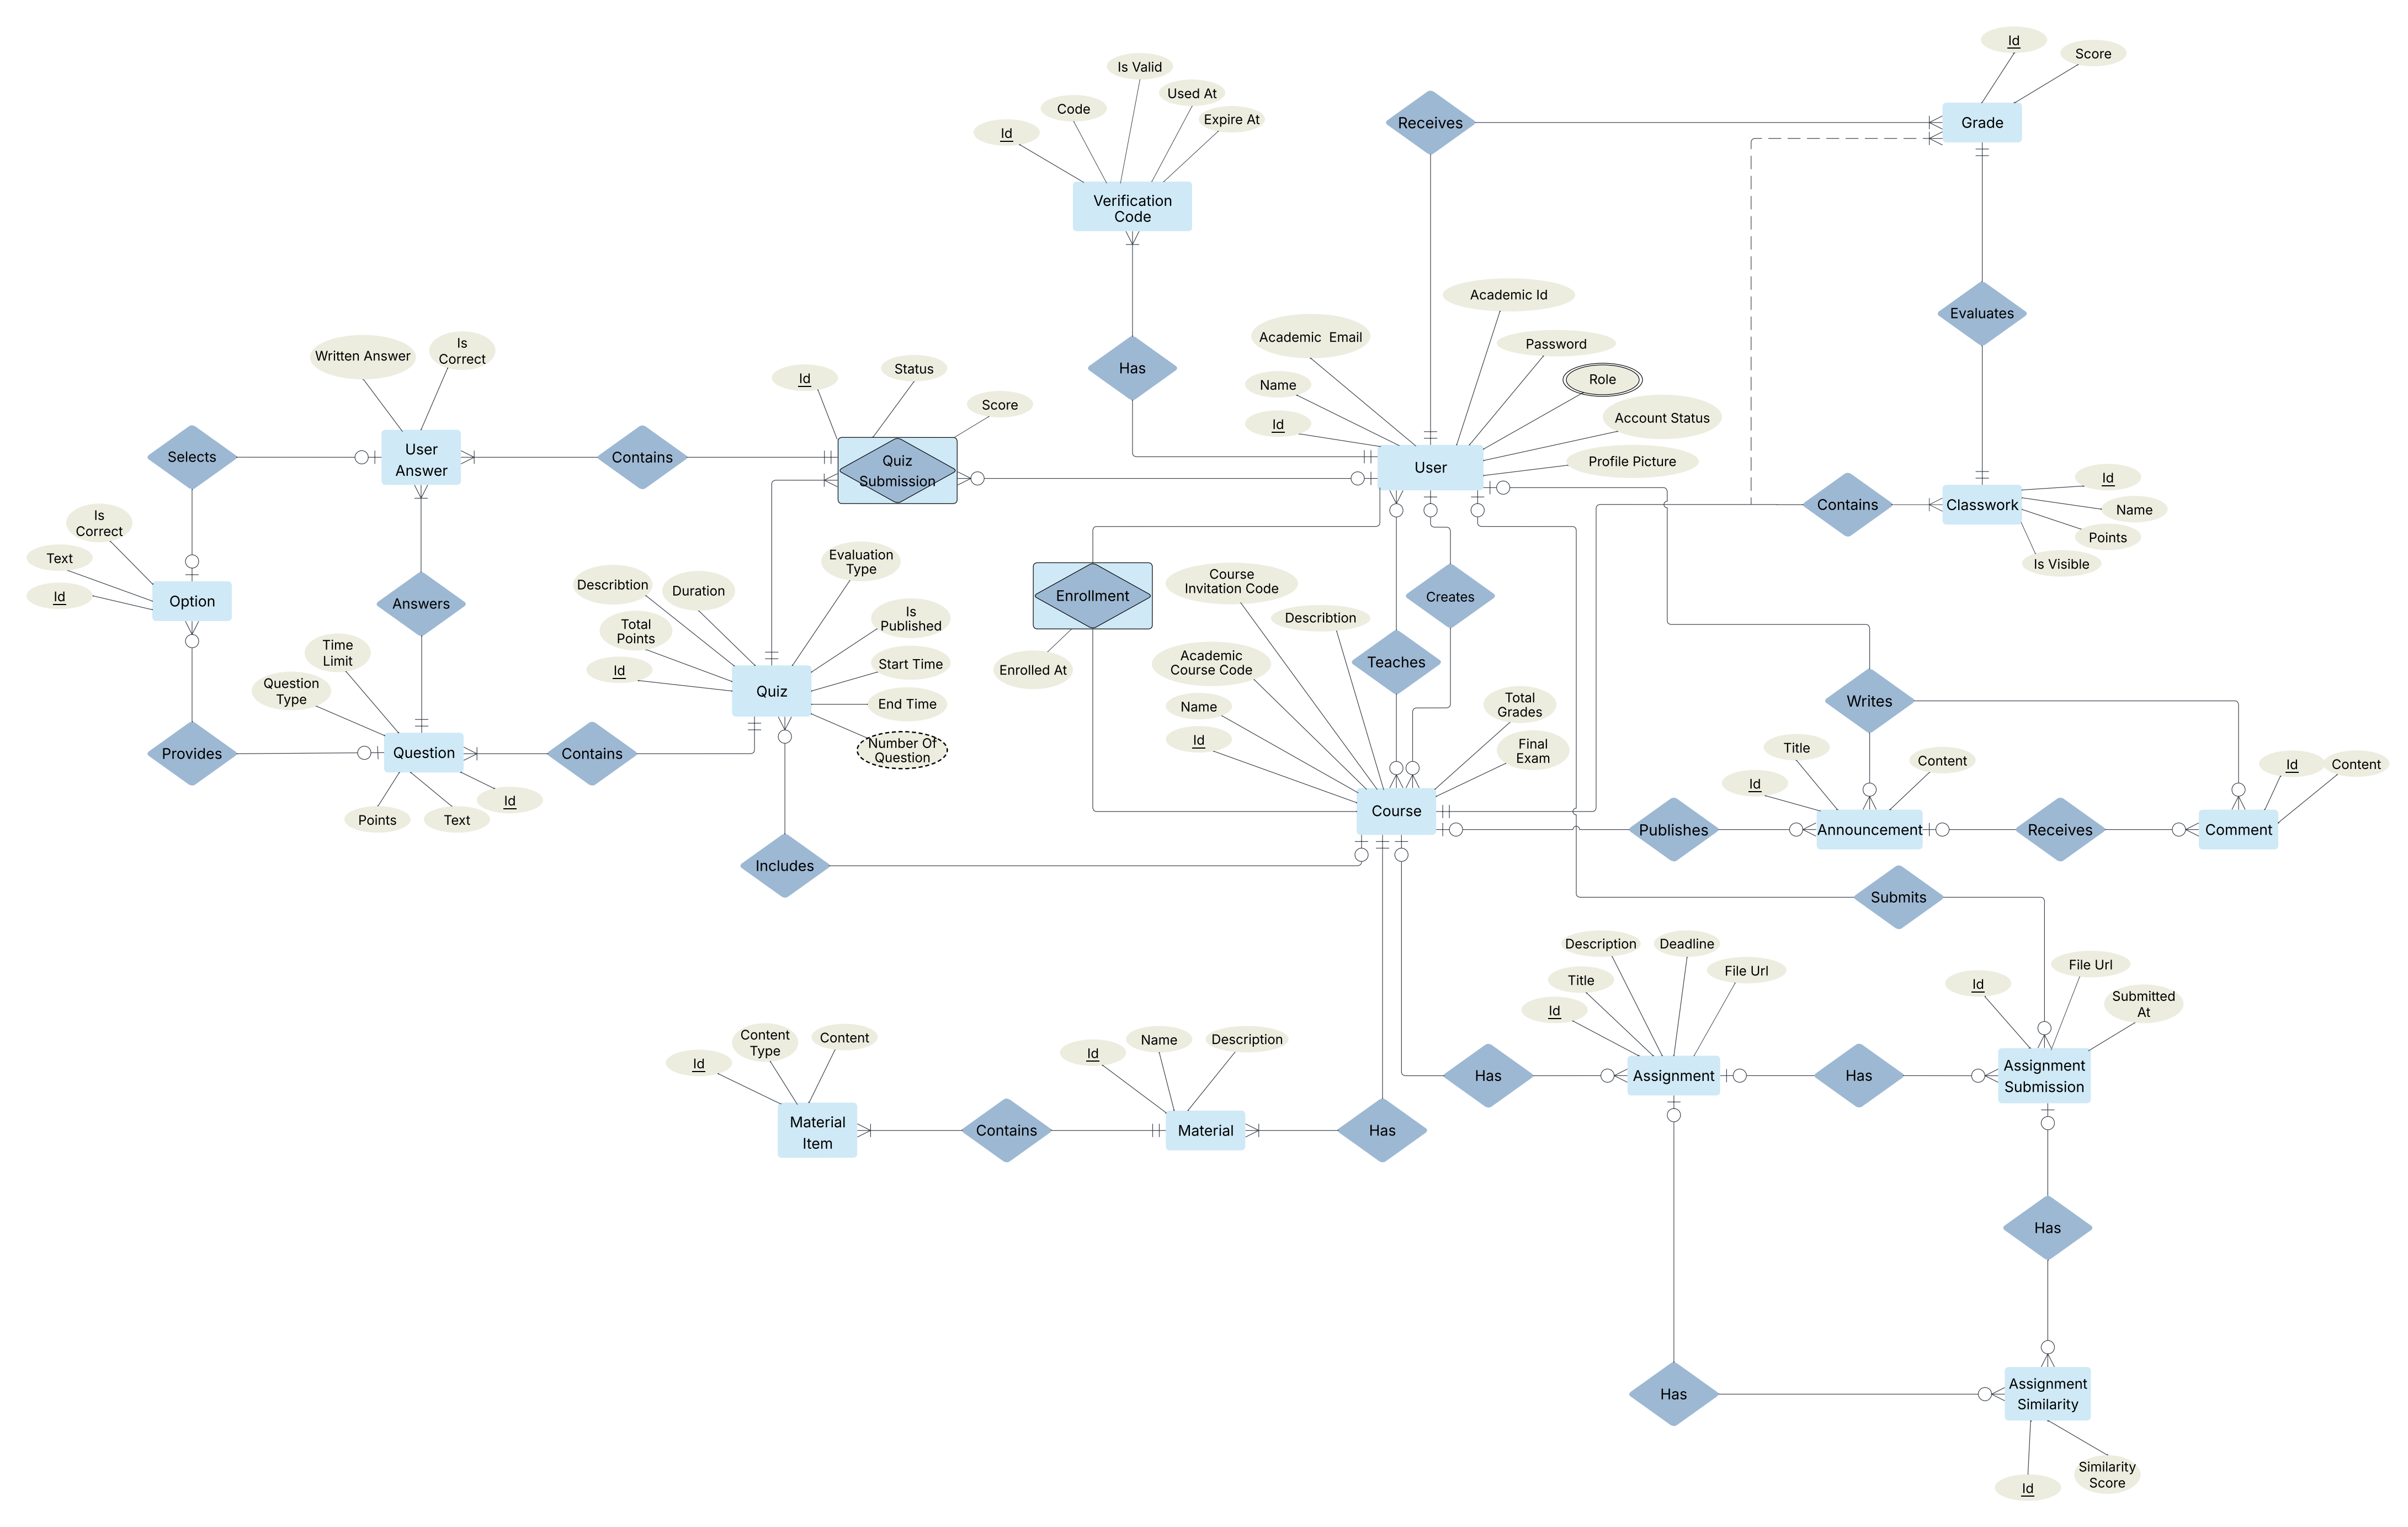 Id
Score
Is Valid
Code
Used At
Expire At
Id
Receives
Grade
Verification
Code
Academic Id
Evaluates
Academic  Email
Password
Written Answer
Is
Correct
Has
Id
Status
Name
Role
Score
Account Status
Id
User
Answer
Selects
Contains
Quiz
Submission
User
Profile Picture
Id
Contains
Classwork
Name
Is
Correct
Points
Text
Is Visible
Id
Option
Answers
Describtion
Duration
Evaluation
Type
Enrollment
Course
Invitation Code
Creates
Describtion
Is
Published
Total
Points
Time
Limit
Id
Start Time
Enrolled At
Academic
Course Code
Teaches
Question
Type
Quiz
End Time
Name
Total
Grades
Writes
Id
Final
Exam
Title
Content
Provides
Question
Contains
Number Of
Question
Id
Id
Content
Points
Text
Id
Course
Publishes
Announcement
Receives
Comment
Includes
Submits
Description
Deadline
File Url
Title
Id
File Url
Id
Submitted
At
Id
Content
Type
Content
Id
Name
Description
Has
Assignment
Has
Assignment
Submission
Material
Item
Contains
Material
Has
Has
Has
Assignment
Similarity
Id
Similarity
Score